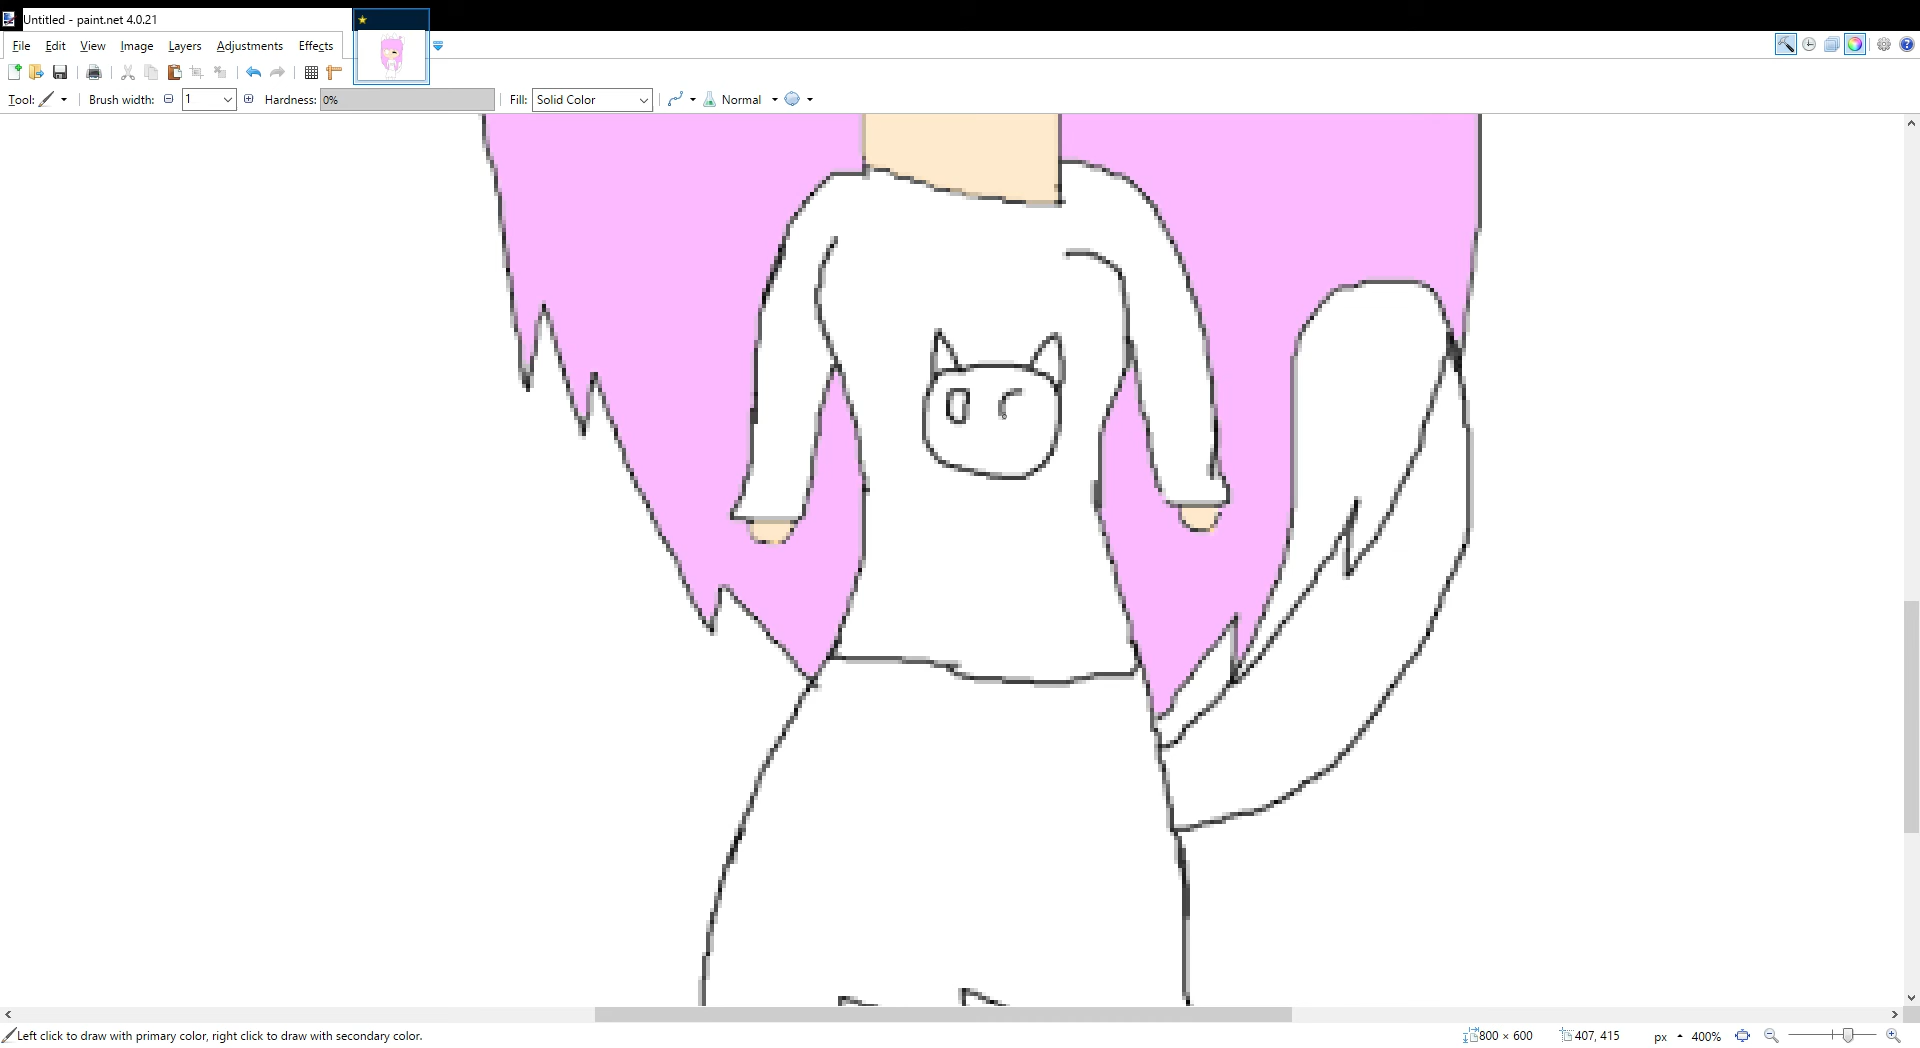 Untitled - paint.net 4.0.21
File Edit View Image Layers Adjustments Effects
Tool: Brush width: 1 Hardness: 0% Fill: Solid Color Normal
Left click to draw with primary color, right click to draw with secondary color. 800 × 600 407, 415 px 400%